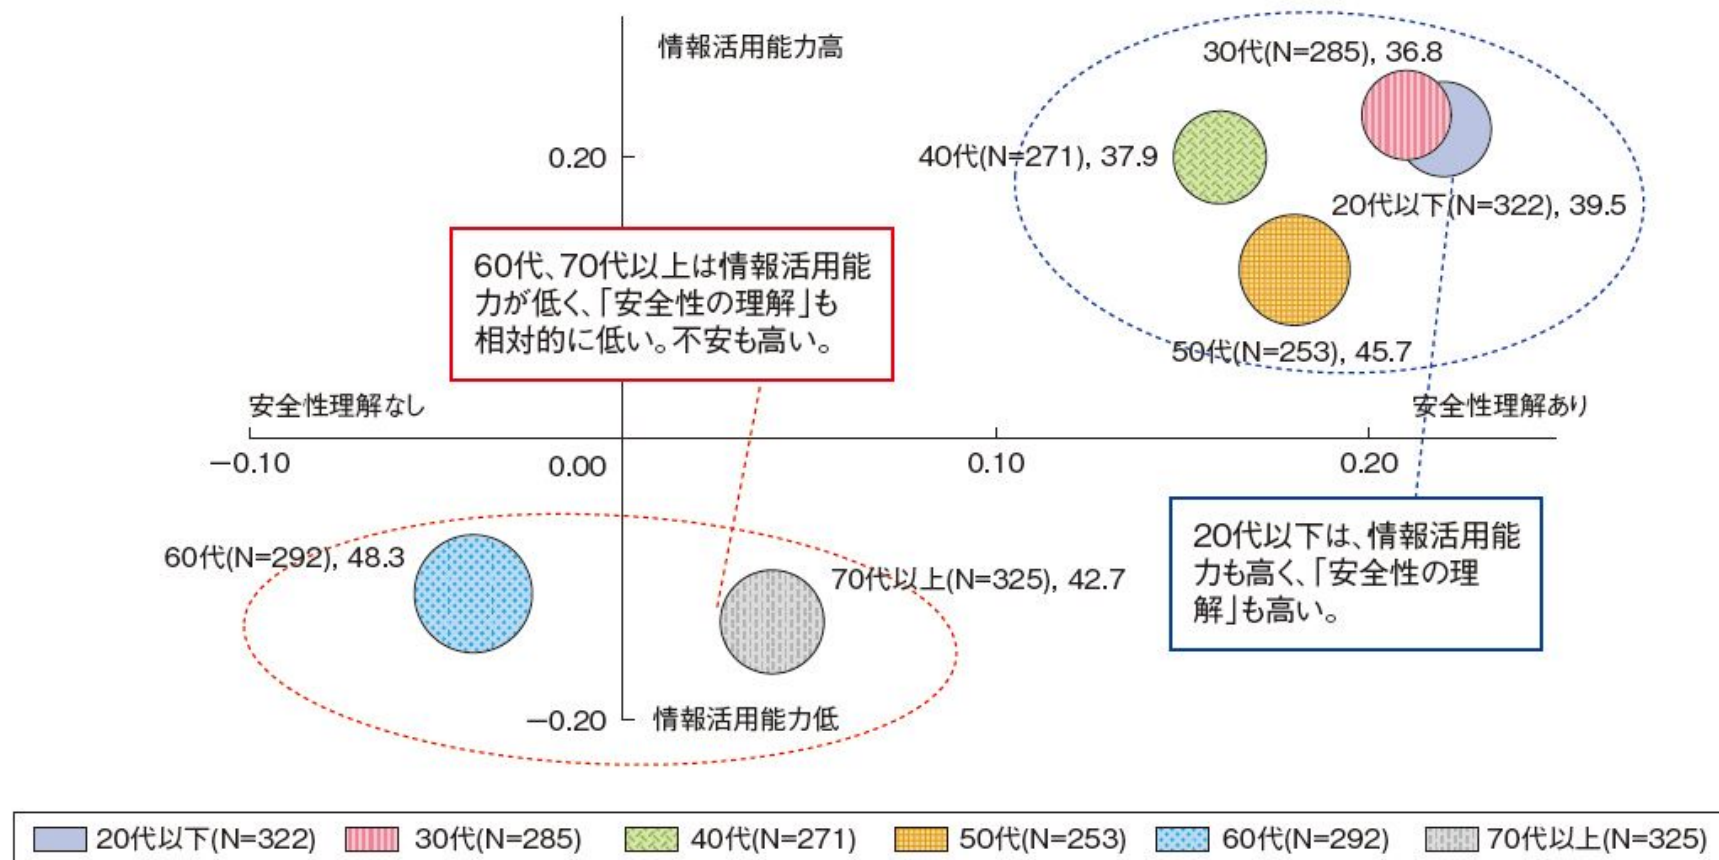 情報活用能力高
30代(N=285), 36.8
0.20
40代(N=271), 37.9
20代以下(N=322), 39.5
60代、70代以上は情報活用能
力が低く、「安全性の理解」も
相対的に低い。不安も高い。
50代(N=253), 45.7
安全性理解なし
安全性理解あり
−0.10
0.00
0.10
0.20
20代以下は、情報活用能
力も高く、「安全性の理
解」も高い。
60代(N=292), 48.3
70代以上(N=325), 42.7
−0.20
情報活用能力低
20代以下(N=322) 30代(N=285) 40代(N=271) 50代(N=253) 60代(N=292) 70代以上(N=325)